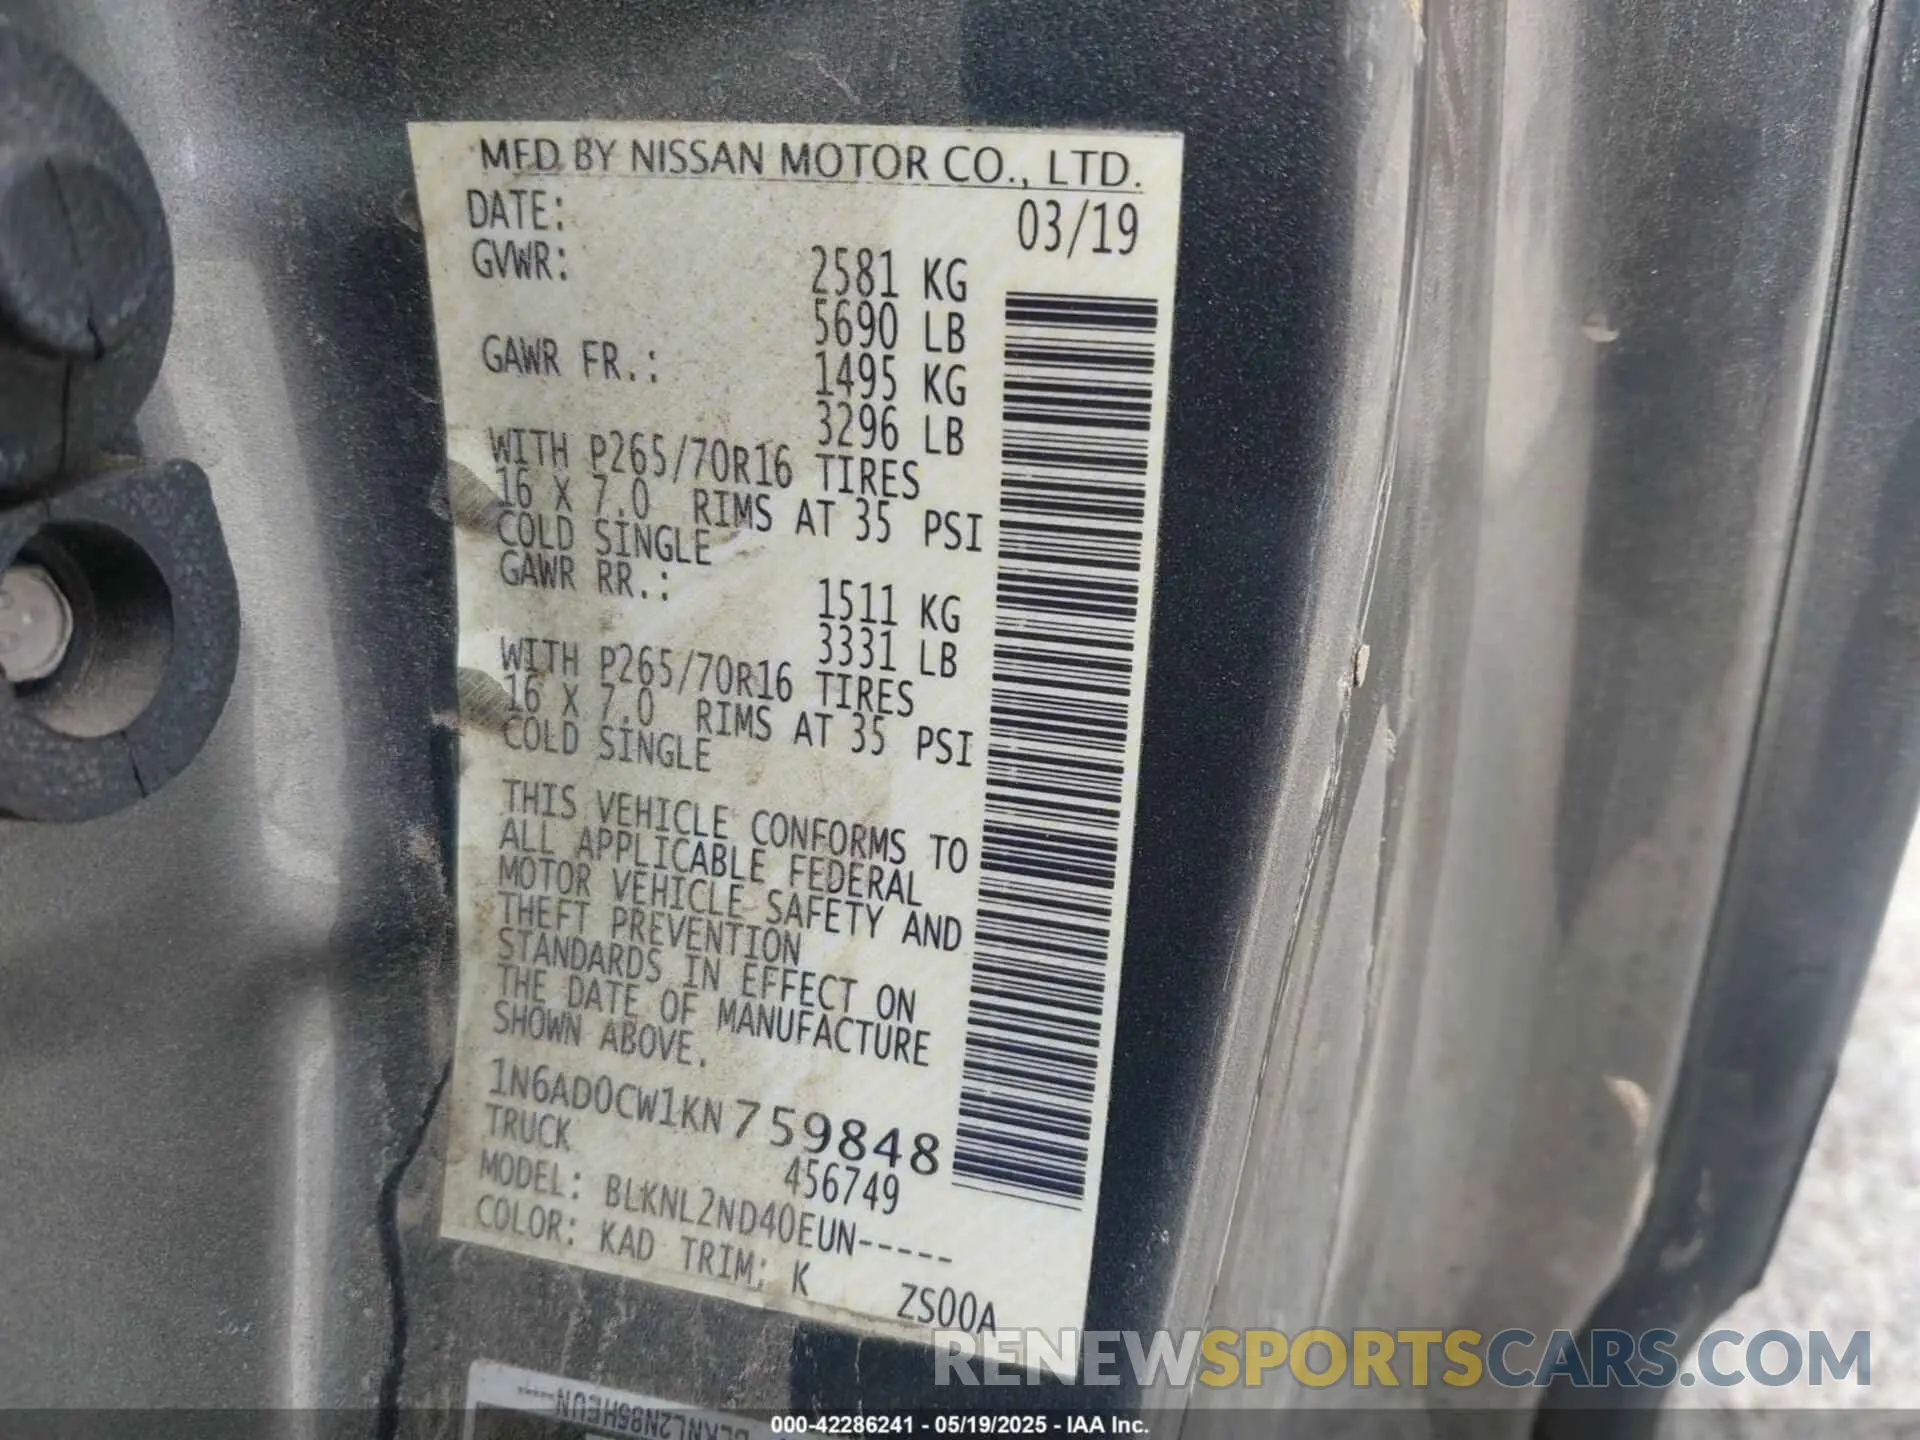 MFD BY NISSAN MOTOR CO., LTD.
DATE: 03/19
GVWR: 2581 KG
5690 LB
GAWR FR.: 1495 KG
3296 LB
WITH P265/70R16 TIRES
16 X 7.0 RIMS AT 35 PSI
COLD SINGLE
GAWR RR.: 1511 KG
3331 LB
WITH P265/70R16 TIRES
16 X 7.0 RIMS AT 35 PSI
COLD SINGLE
THIS VEHICLE CONFORMS TO
ALL APPLICABLE FEDERAL
MOTOR VEHICLE SAFETY AND
THEFT PREVENTION
STANDARDS IN EFFECT ON
THE DATE OF MANUFACTURE
SHOWN ABOVE.
1N6AD0CW1KN759848
TRUCK 456749
MODEL: BLKNL2ND40EUN-----
COLOR: KAD TRIM: K ZS00A
RENEWSPORTSCARS.COM
000-42286241 - 05/19/2025 - IAA Inc.